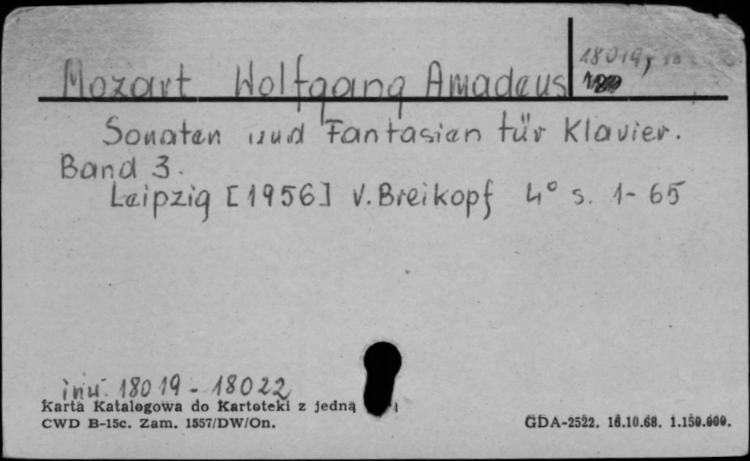 18019,
Mozart Wolfgang Amadeus
Sonaten und Fantasien für Klavier.
Band 3.
Leipzig [1956] V. Breikopf 4° s. 1-65
inw. 18019 - 18022
Karta Katalogowa do Kartoteki z jedną
CWD B-15c. Zam. 1557/DW/On.
GDA-2522. 16.10.68. 1.150.000.